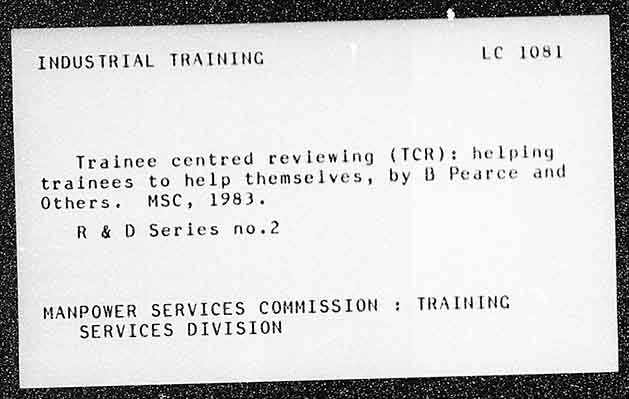 INDUSTRIAL TRAINING LC 1081
Trainee centred reviewing (TCR): helping
trainees to help themselves, by B Pearce and
Others. MSC, 1983.
R & D Series no.2
MANPOWER SERVICES COMMISSION : TRAINING
SERVICES DIVISION